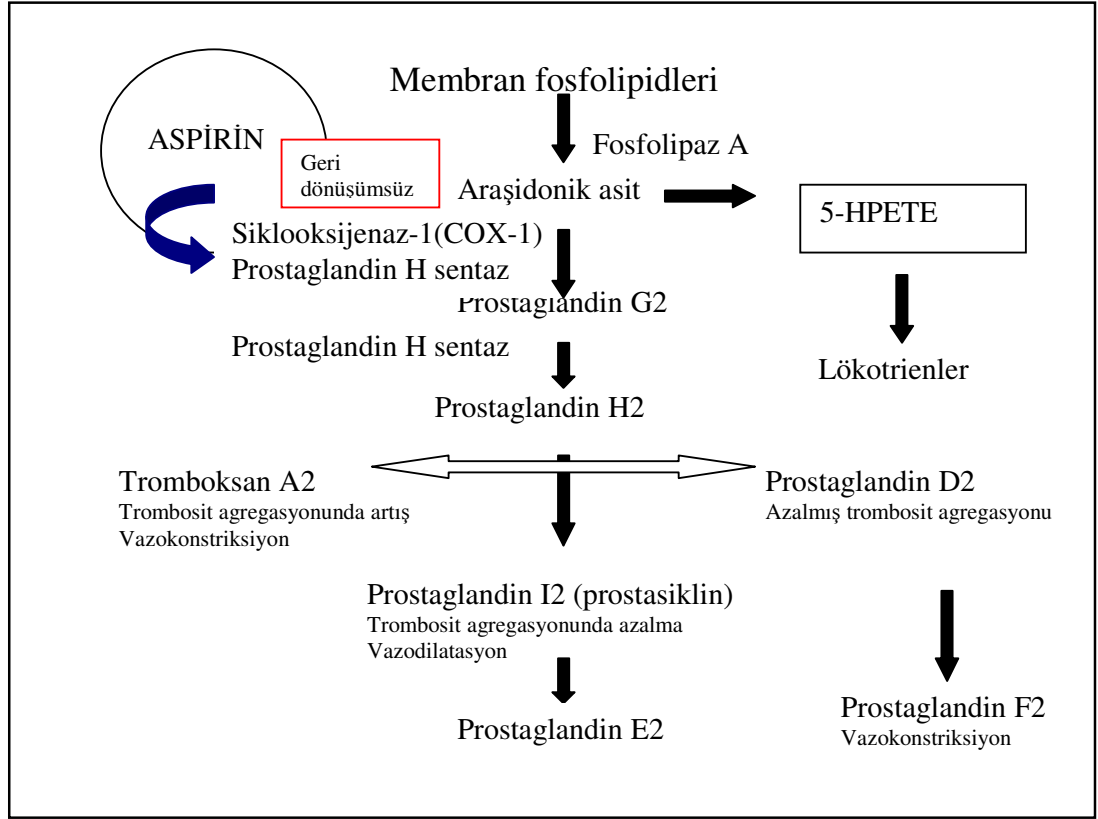 Membran fosfolipidleri
ASPİRİN
Fosfolipaz A
Geri
dönüşümsüz
Araşidonik asit
5-HPETE
Siklooksijenaz-1(COX-1)
Prostaglandin H sentaz
Prostaglandin G2
Prostaglandin H sentaz
Lökotrienler
Prostaglandin H2
Tromboksan A2
Trombosit agregasyonunda artış
Vazokonstriksiyon
Prostaglandin D2
Azalmış trombosit agregasyonu
Prostaglandin I2 (prostasiklin)
Trombosit agregasyonunda azalma
Vazodilatasyon
Prostaglandin E2
Prostaglandin F2
Vazokonstriksiyon